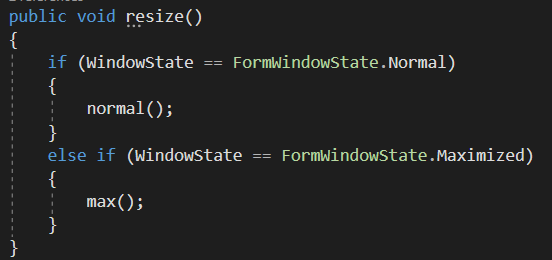 public void resize()
{
if (WindowState == FormWindowState.Normal)
{
normal();
}
else if (WindowState == FormWindowState.Maximized)
{
max();
}
}